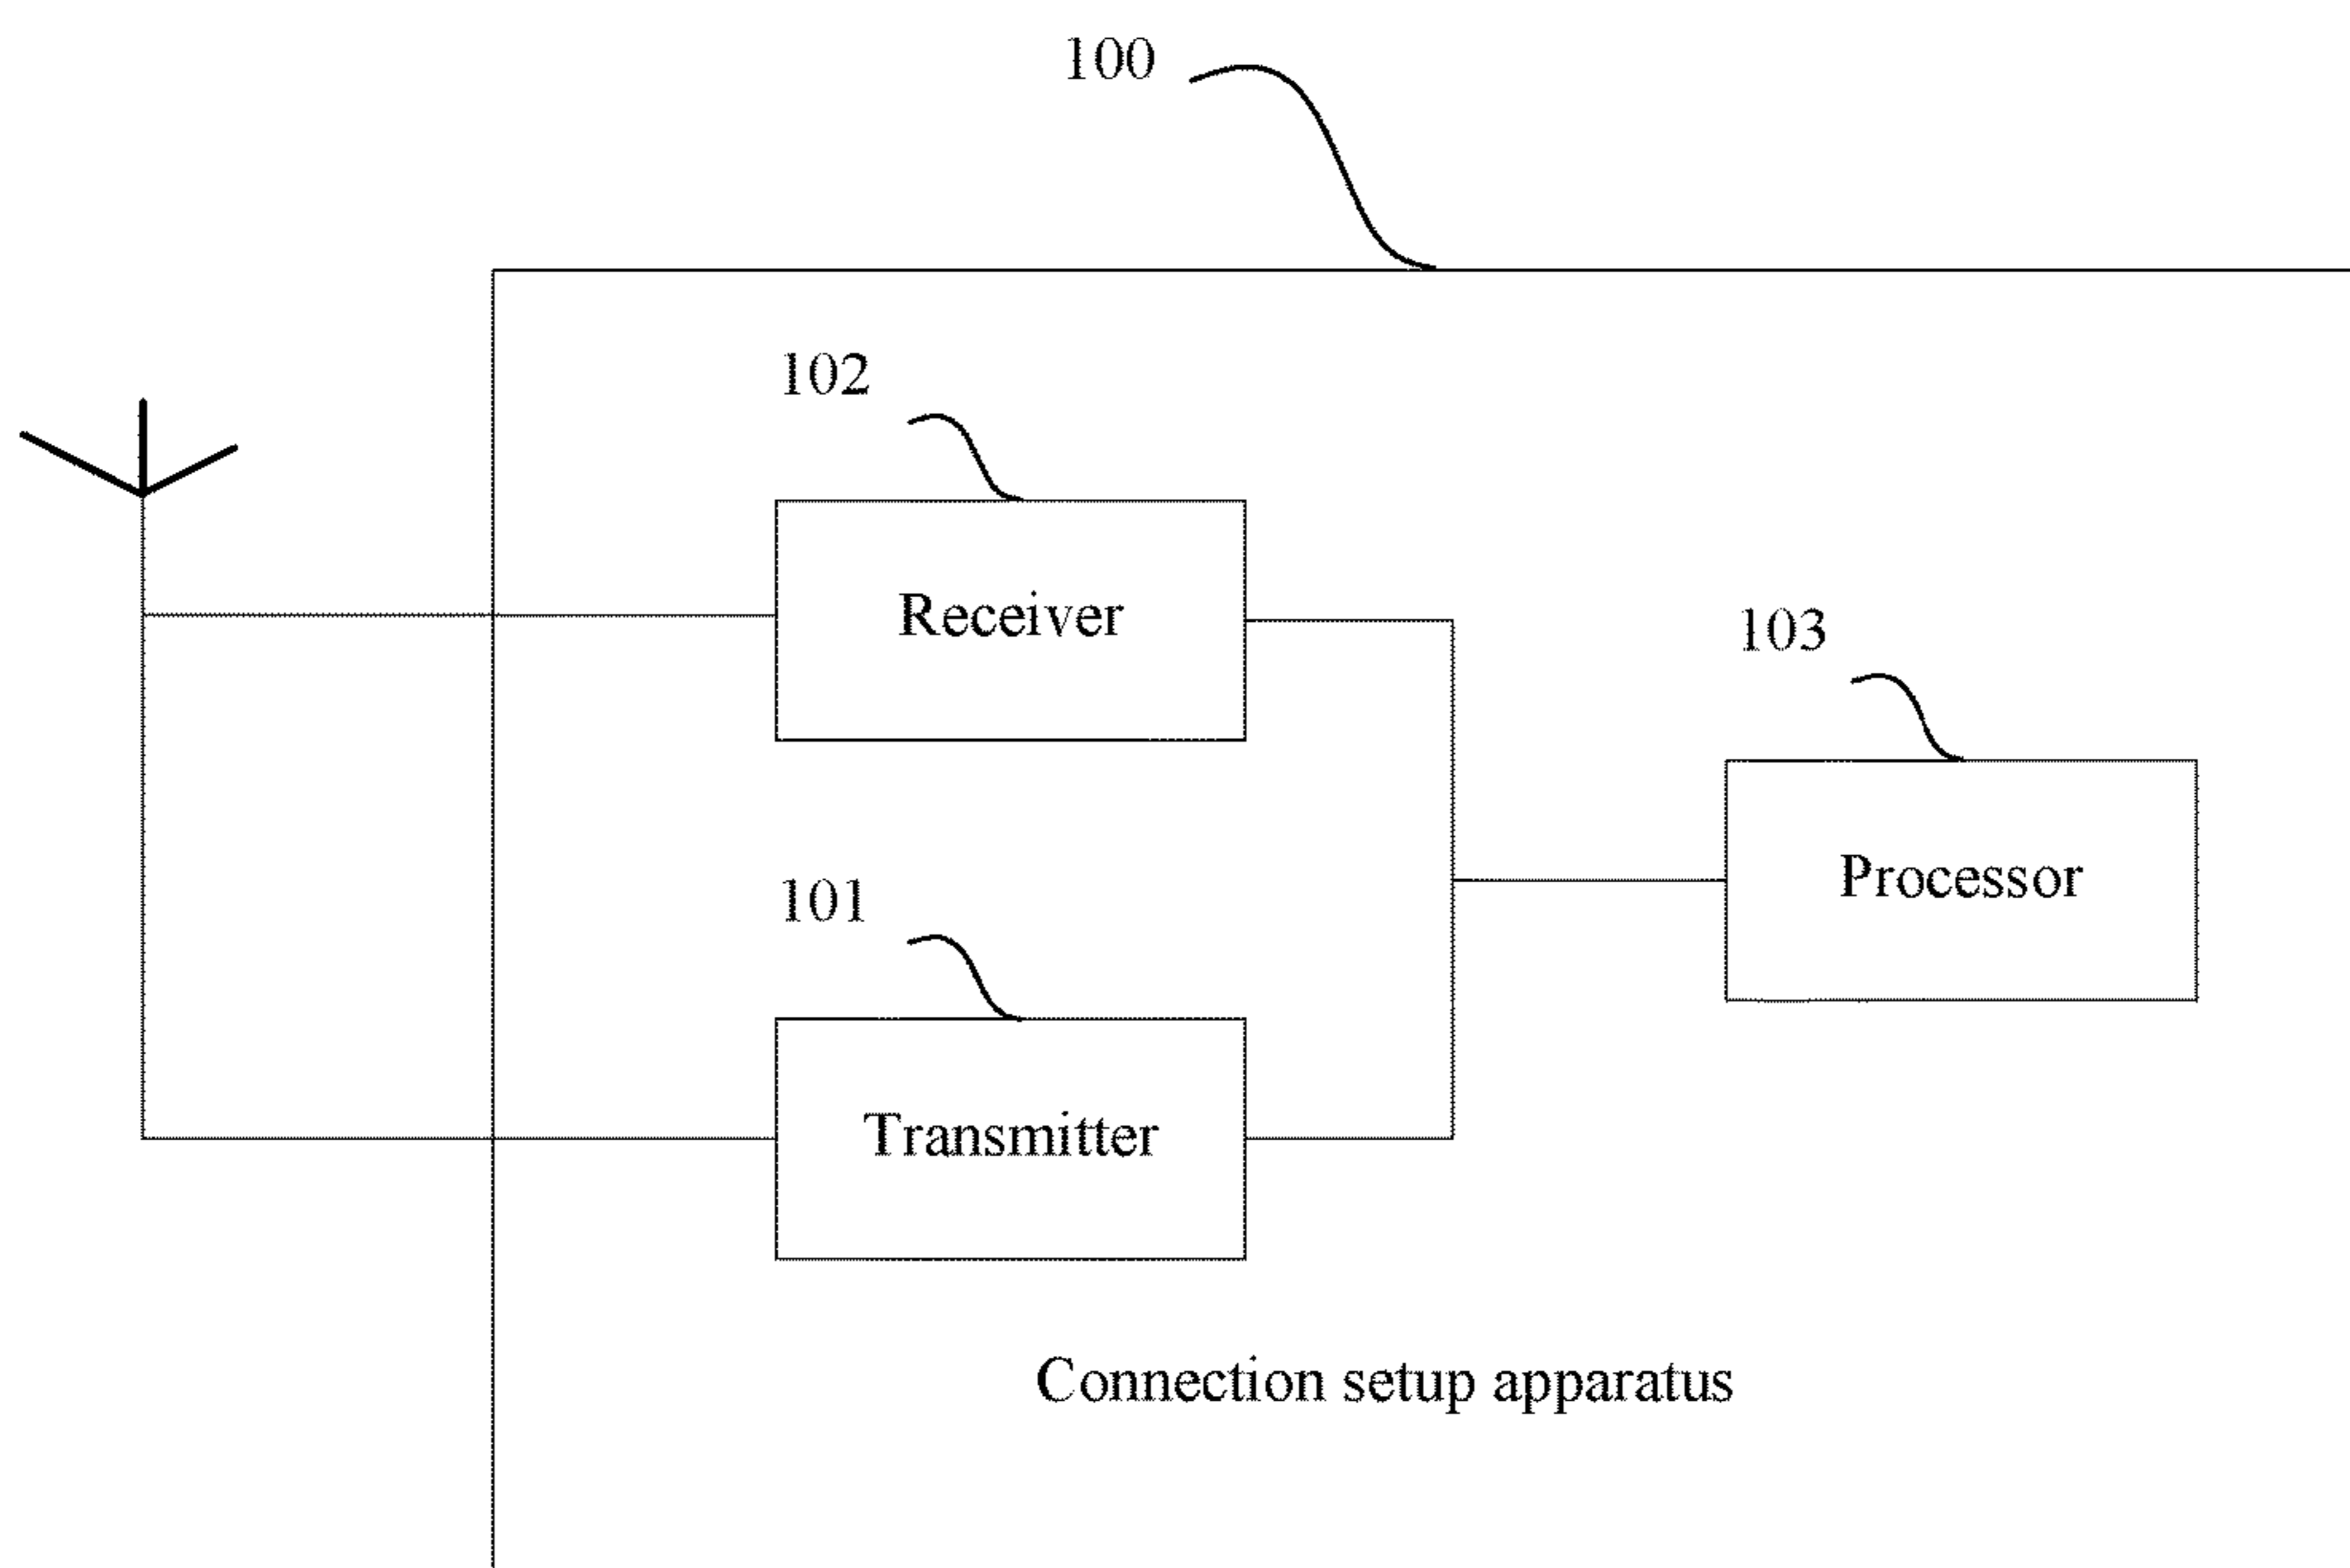 100
102
Receiver
103
Processor
101
Transmitter
Connection setup apparatus